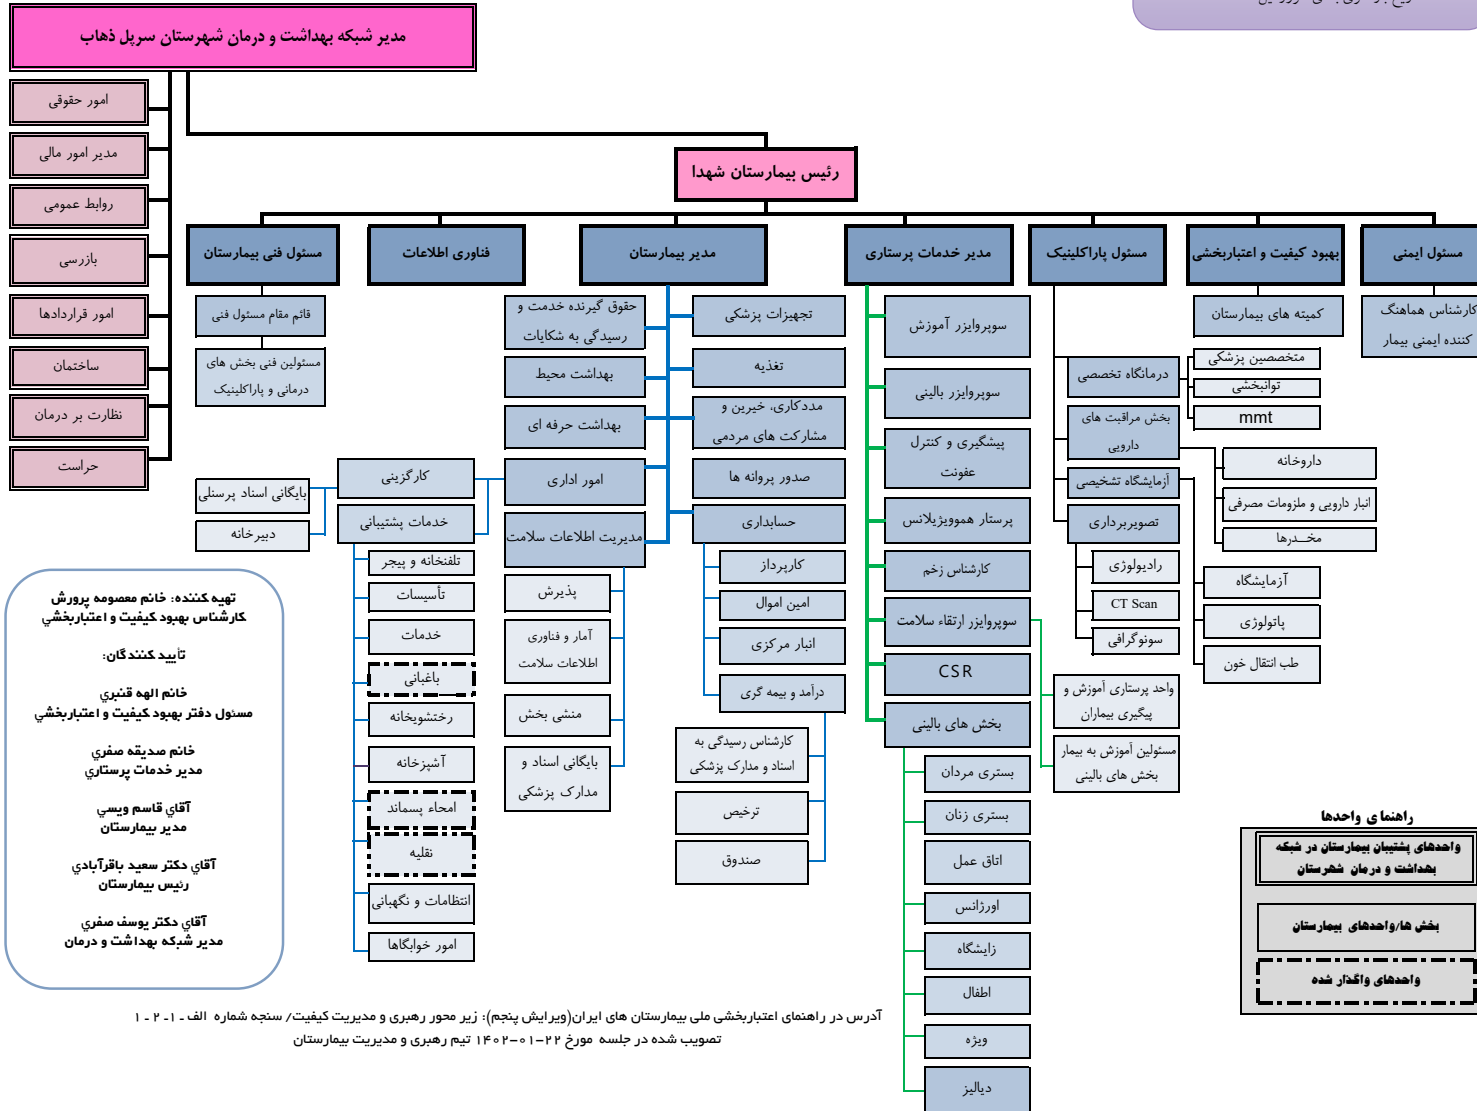 مدیر شبکه بهداشت و درمان شهرستان سرپل ذهاب
امور حقوقی
مدیر امور مالی
روابط عمومی
بازرسی
امور قراردادها
ساختمان
نظارت بر درمان
حراست
رئیس بیمارستان شهدا
مسئول ایمنی
بهبود کیفیت و اعتباربخشی
مسئول پاراکلینیک
مدیر خدمات پرستاری
مدیر بیمارستان
فناوری اطلاعات
مسئول فنی بیمارستان
کارشناس هماهنگ
کننده ایمنی بیمار
کمیته های بیمارستان
درمانگاه تخصصی
متخصصین پزشکی
توانبخشی
mmt
بخش مراقبت های
دارویی
داروخانه
انبار دارویی و ملزومات مصرفی
مخـدرها
آزمایشگاه تشخیصی
آزمایشگاه
پاتولوژی
طب انتقال خون
تصویربرداری
رادیولوژی
CT Scan
سونوگرافی
سوپروایزر آموزش
سوپروایزر بالینی
پیشگیری و کنترل
عفونت
پرستار هموویژیلانس
کارشناس زخم
سوپروایزر ارتقاء سلامت
واحد پرستاری آموزش و
پیگیری بیماران
مسئولین آموزش به بیمار
بخش های بالینی
CSR
بخش های بالینی
بستری مردان
بستری زنان
اتاق عمل
اورژانس
زایشگاه
اطفال
ویژه
دیالیز
تجهیزات پزشکی
تغذیه
مددکاری، خیرین و
مشارکت های مردمی
صدور پروانه ها
حسابداری
کارپرداز
امین اموال
انبار مرکزی
درآمد و بیمه گری
کارشناس رسیدگی به
اسناد و مدارک پزشکی
ترخیص
صندوق
حقوق گیرنده خدمت و
رسیدگی به شکایات
بهداشت محیط
بهداشت حرفه ای
امور اداری
مدیریت اطلاعات سلامت
پذیرش
آمار و فناوری
اطلاعات سلامت
منشی بخش
بایگانی اسناد و
مدارک پزشکی
کارگزینی
بایگانی اسناد پرسنلی
دبیرخانه
خدمات پشتیبانی
تلفنخانه و پیجر
تأسیسات
خدمات
باغبانی
رختشویخانه
آشپزخانه
امحاء پسماند
نقلیه
انتظامات و نگهبانی
امور خوابگاها
قائم مقام مسئول فنی
مسئولین فنی بخش های
درمانی و پاراکلینیک
تهیه کننده: خانم معصومه پرورش
کارشناس بهبود کیفیت و اعتباربخشي
تأیید کنندگان:
خانم الهه قنبري
مسئول دفتر بهبود کیفیت و اعتباربخشي
خانم صدیقه صفري
مدیر خدمات پرستاري
آقاي قاسم ویسي
مدیر بیمارستان
آقاي دکتر سعید باقرآبادي
رئیس بیمارستان
آقاي دکتر یوسف صفري
مدیر شبکه بهداشت و درمان
راهنمای واحدها
واحدهای پشتیبان بیمارستان در شبکه
بهداشت و درمان شهرستان
بخش ها/واحدهای بیمارستان
واحدهای واگذار شده
آدرس در راهنمای اعتباربخشی ملی بیمارستان های ایران(ویرایش پنجم): زیر محور رهبری و مدیریت کیفیت/ سنجه شماره الف ـ ۱ـ ۲ ـ ۱
تصویب شده در جلسه مورخ ۲۲-۰۱-۱۴۰۲ تیم رهبری و مدیریت بیمارستان